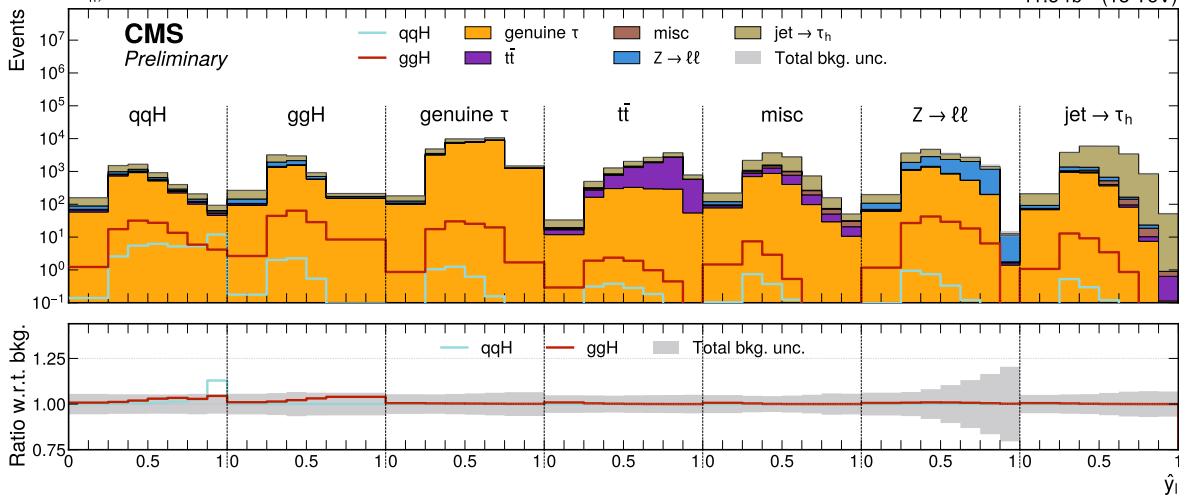 CMS
Preliminary
qqH
genuine τ
misc
jet → τh
ggH
tt̄
Z → ℓℓ
Total bkg. unc.
Events
10⁷
10⁶
10⁵
10⁴
10³
10²
10¹
10⁰
10⁻¹
qqH
ggH
genuine τ
tt̄
misc
Z → ℓℓ
jet → τh
Ratio w.r.t. bkg.
1.25
1.00
0.75
qqH
ggH
Total bkg. unc.
0 0.5 1 0 0.5 1 0 0.5 1 0 0.5 1 0 0.5 1 0 0.5 1 0 0.5 1
ŷl